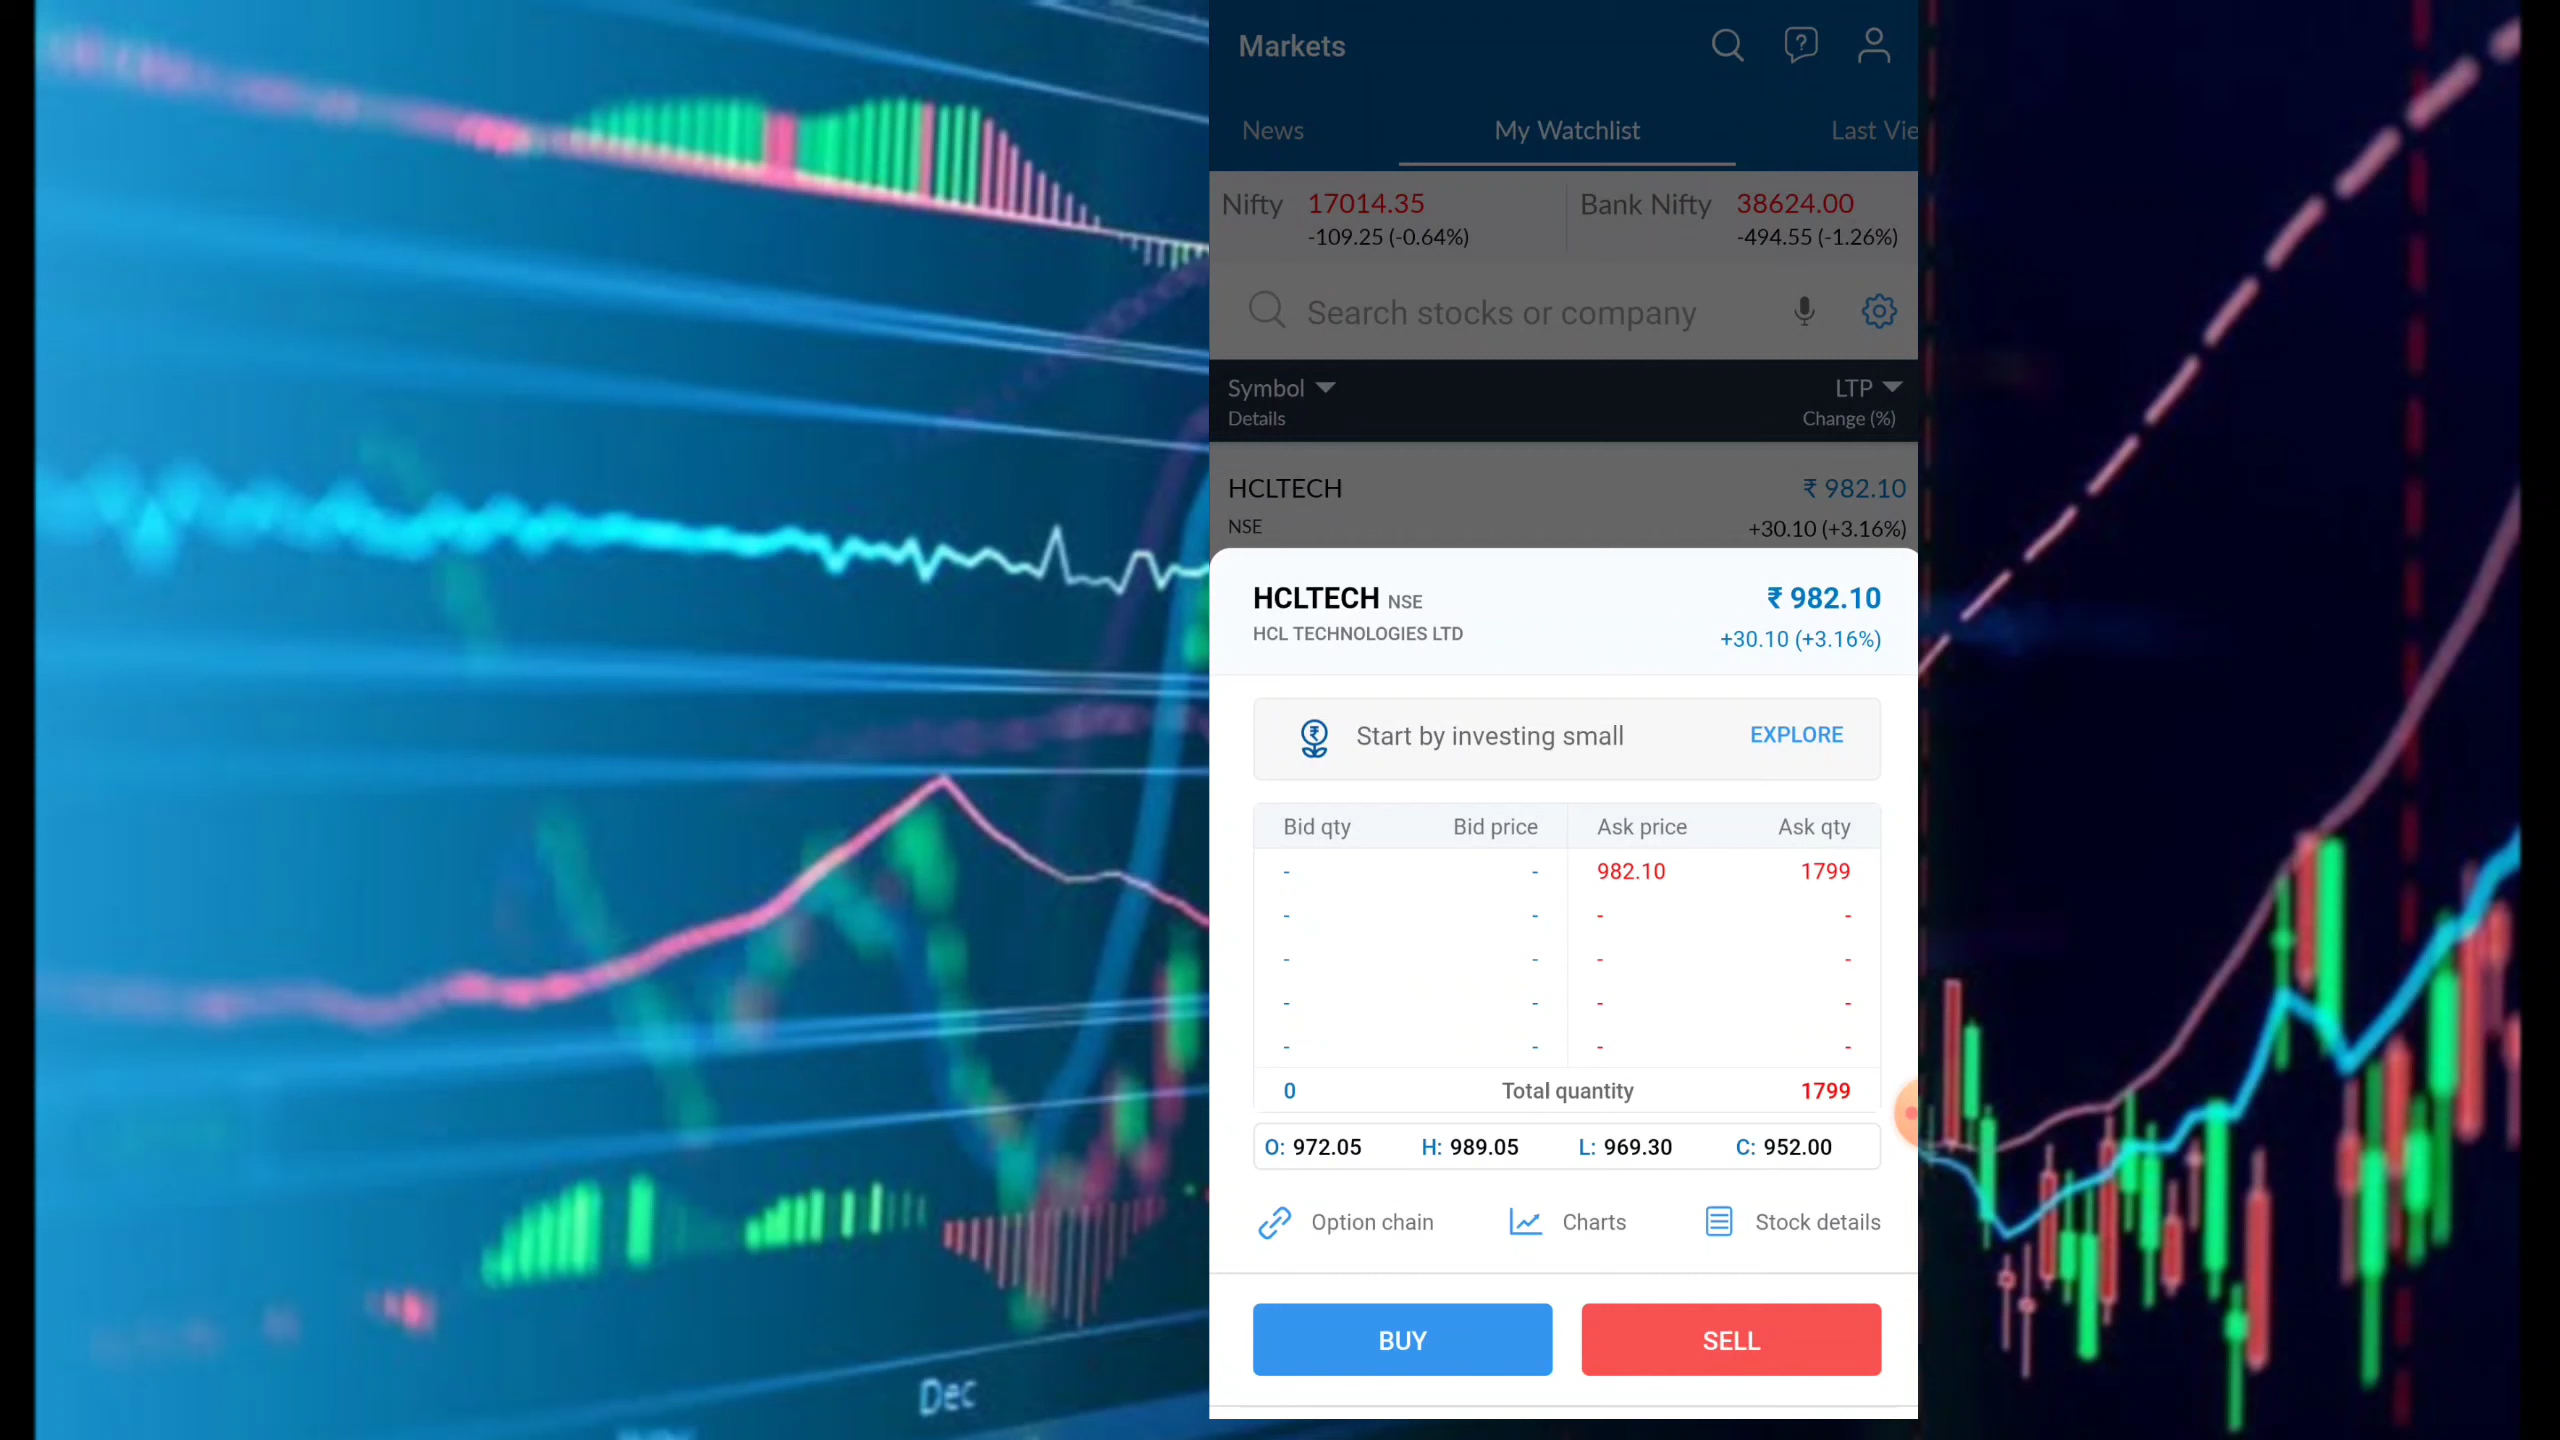 Markets
News My Watchlist Last Vie
Nifty 17014.35 Bank Nifty 38624.00
-109.25 (-0.64%) -494.55 (-1.26%)
Search stocks or company
Symbol LTP
Details Change (%)
HCLTECH ₹ 982.10
NSE +30.10 (+3.16%)
HCLTECH NSE ₹ 982.10
HCL TECHNOLOGIES LTD +30.10 (+3.16%)
Start by investing small EXPLORE
Bid qty Bid price Ask price Ask qty
- - 982.10 1799
- - - -
- - - -
- - - -
- - - -
0 Total quantity 1799
O: 972.05 H: 989.05 L: 969.30 C: 952.00
Option chain Charts Stock details
BUY SELL
Dec